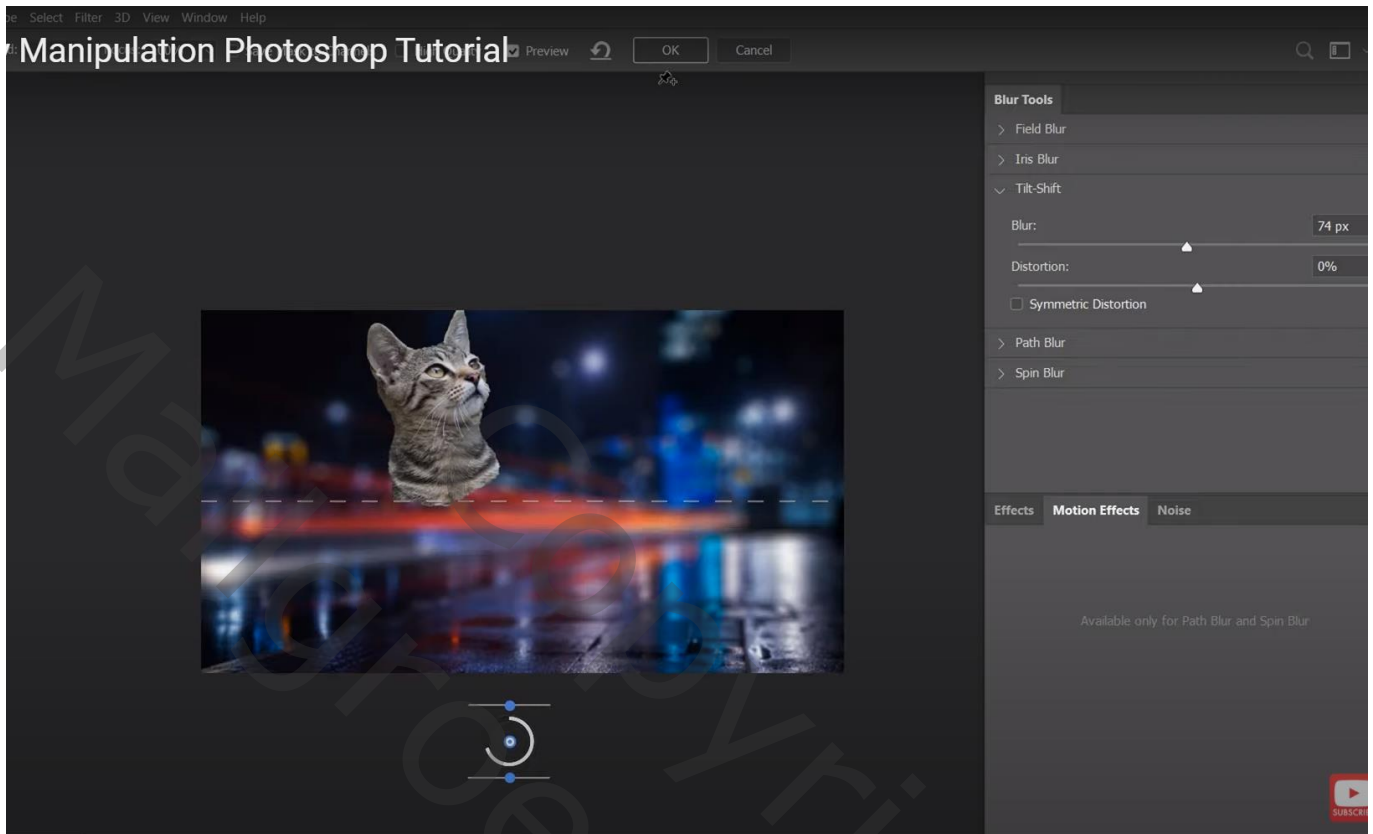 Select Filter 3D View Window Help
Manipulation Photoshop Tutorial
Preview OK Cancel
Blur Tools
Field Blur
Iris Blur
Tilt-Shift
Blur: 74 px
Distortion: 0%
Symmetric Distortion
Path Blur
Spin Blur
Effects Motion Effects Noise
Available only for Path Blur and Spin Blur